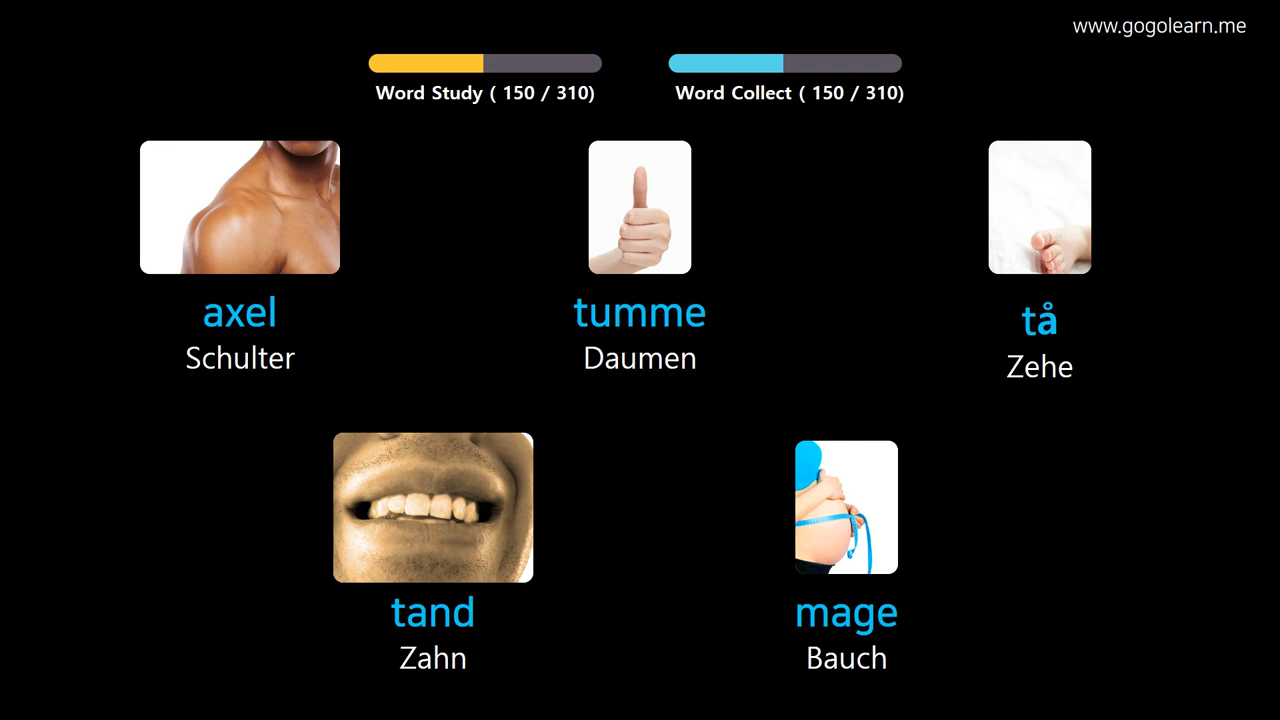 www.gogolearn.me
Word Study ( 150 / 310)
Word Collect ( 150 / 310)
axel
Schulter
tumme
Daumen
tå
Zehe
tand
Zahn
mage
Bauch